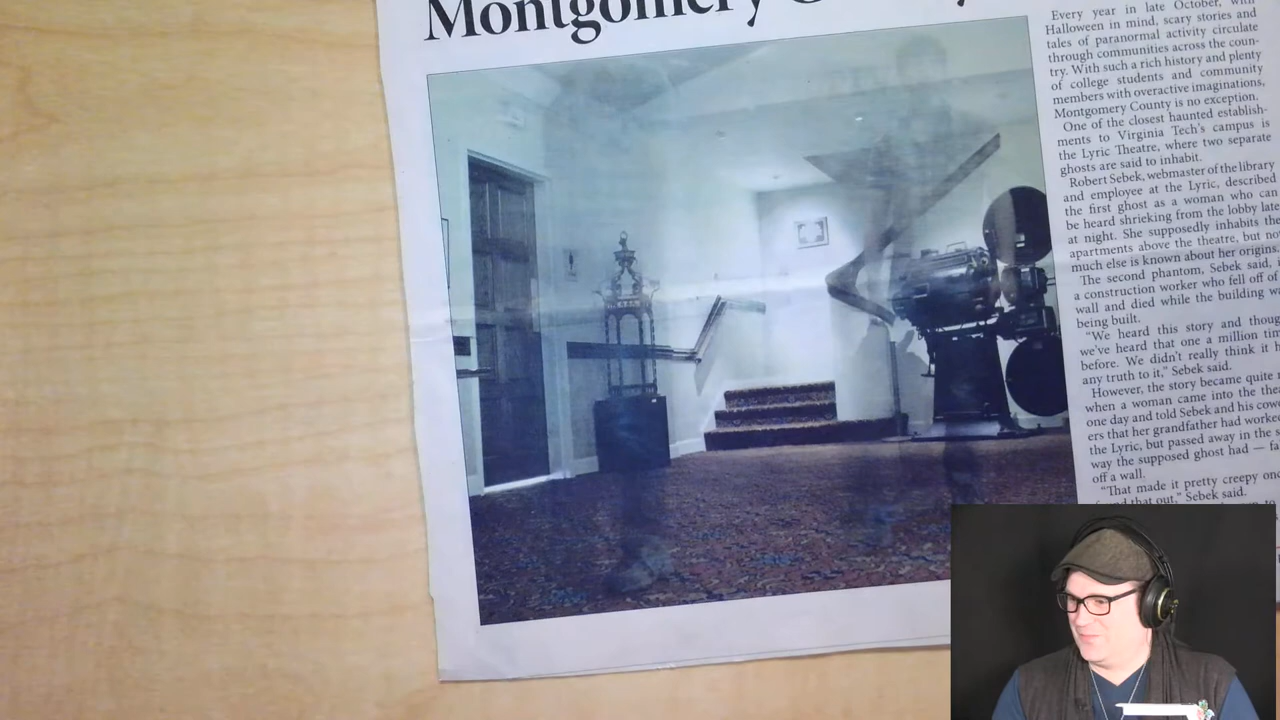 Montgomery
Every year in late October, with
Halloween in mind, scary stories and
tales of paranormal activity circulate
through communities across the coun-
try. With such a rich history and plenty
of college students and community
members with overactive imaginations,
Montgomery County is no exception.
One of the closest haunted establish-
ments to Virginia Tech's campus is
the Lyric Theatre, where two separate
ghosts are said to inhabit.
Robert Sebek, webmaster of the library
and employee at the Lyric, described
the first ghost as a woman who can
be heard shrieking from the lobby late
at night. She supposedly inhabits the
apartments above the theatre, but no
much else is known about her origins.
The second phantom, Sebek said, i
a construction worker who fell off a
wall and died while the building wa
being built.
"We heard this story and thoug
we've heard that one a million tim
before. We didn't really think it h
any truth to it," Sebek said.
However, the story became quite
when a woman came into the the
one day and told Sebek and his cow
ers that her grandfather had worke
the Lyric, but passed away in the s
way the supposed ghost had — fa
off a wall.
"That made it pretty creepy on
that out," Sebek said.